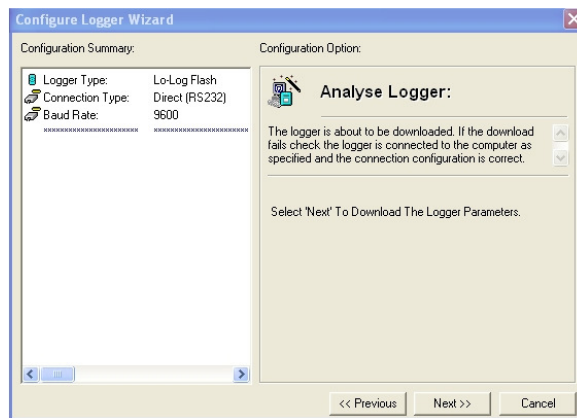 Configure Logger Wizard
Configuration Summary:
Logger Type: Lo-Log Flash
Connection Type: Direct (RS232)
Baud Rate: 9600
Configuration Option:
Analyse Logger:
The logger is about to be downloaded. If the download
fails check the logger is connected to the computer as
specified and the connection configuration is correct.
Select 'Next' To Download The Logger Parameters.
<< Previous
Next >>
Cancel